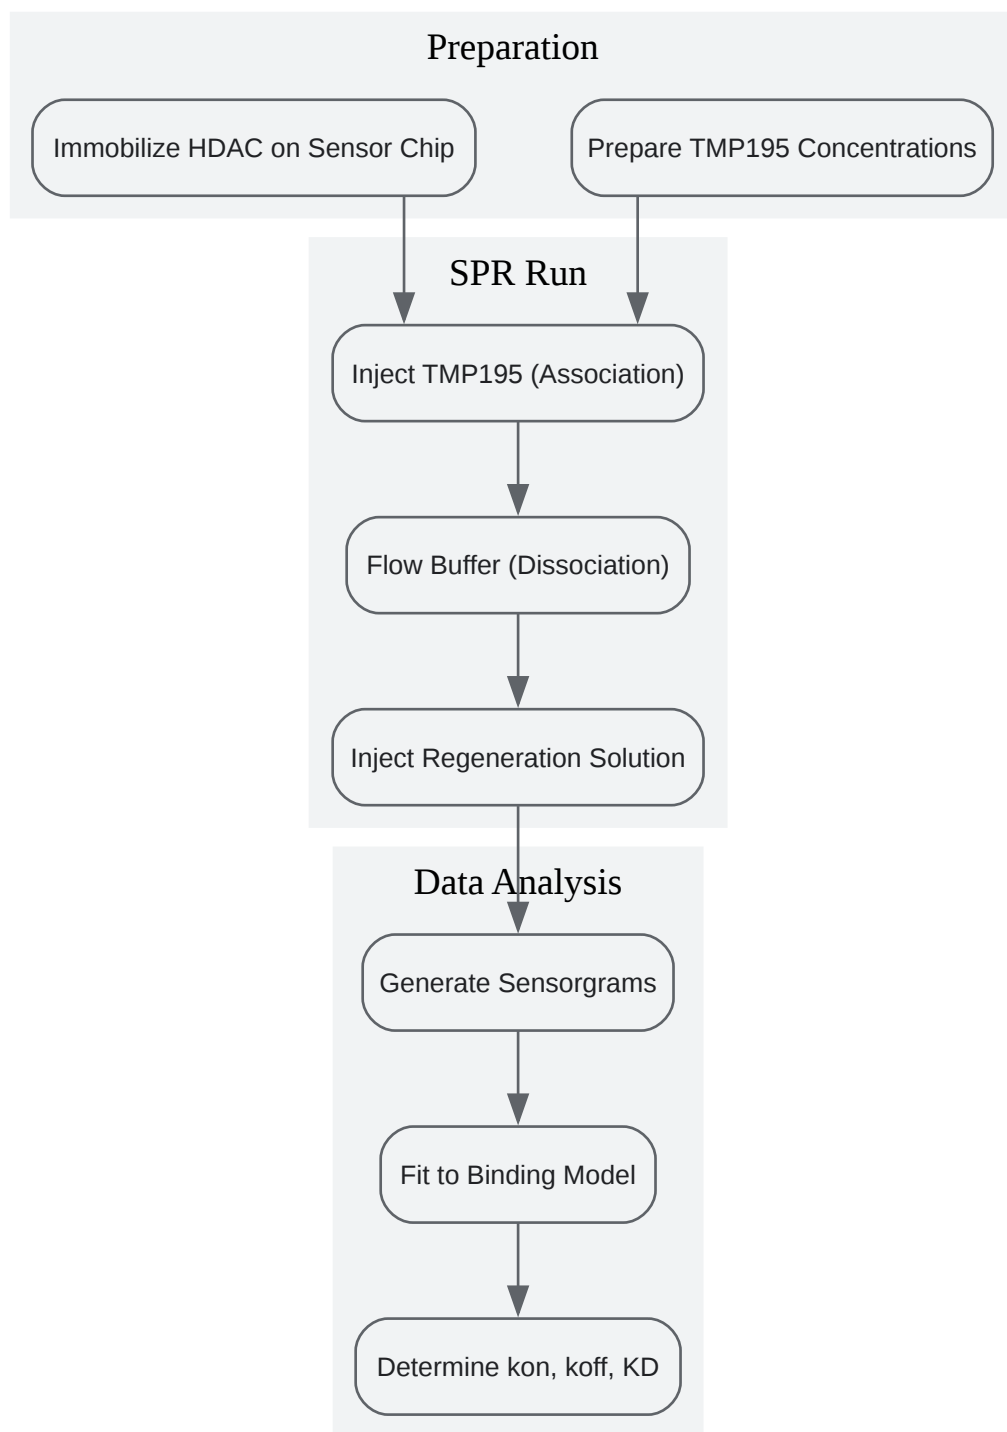 Preparation
Immobilize HDAC on Sensor Chip
Prepare TMP195 Concentrations
SPR Run
Inject TMP195 (Association)
Flow Buffer (Dissociation)
Inject Regeneration Solution
Data Analysis
Generate Sensorgrams
Fit to Binding Model
Determine kon, koff, KD